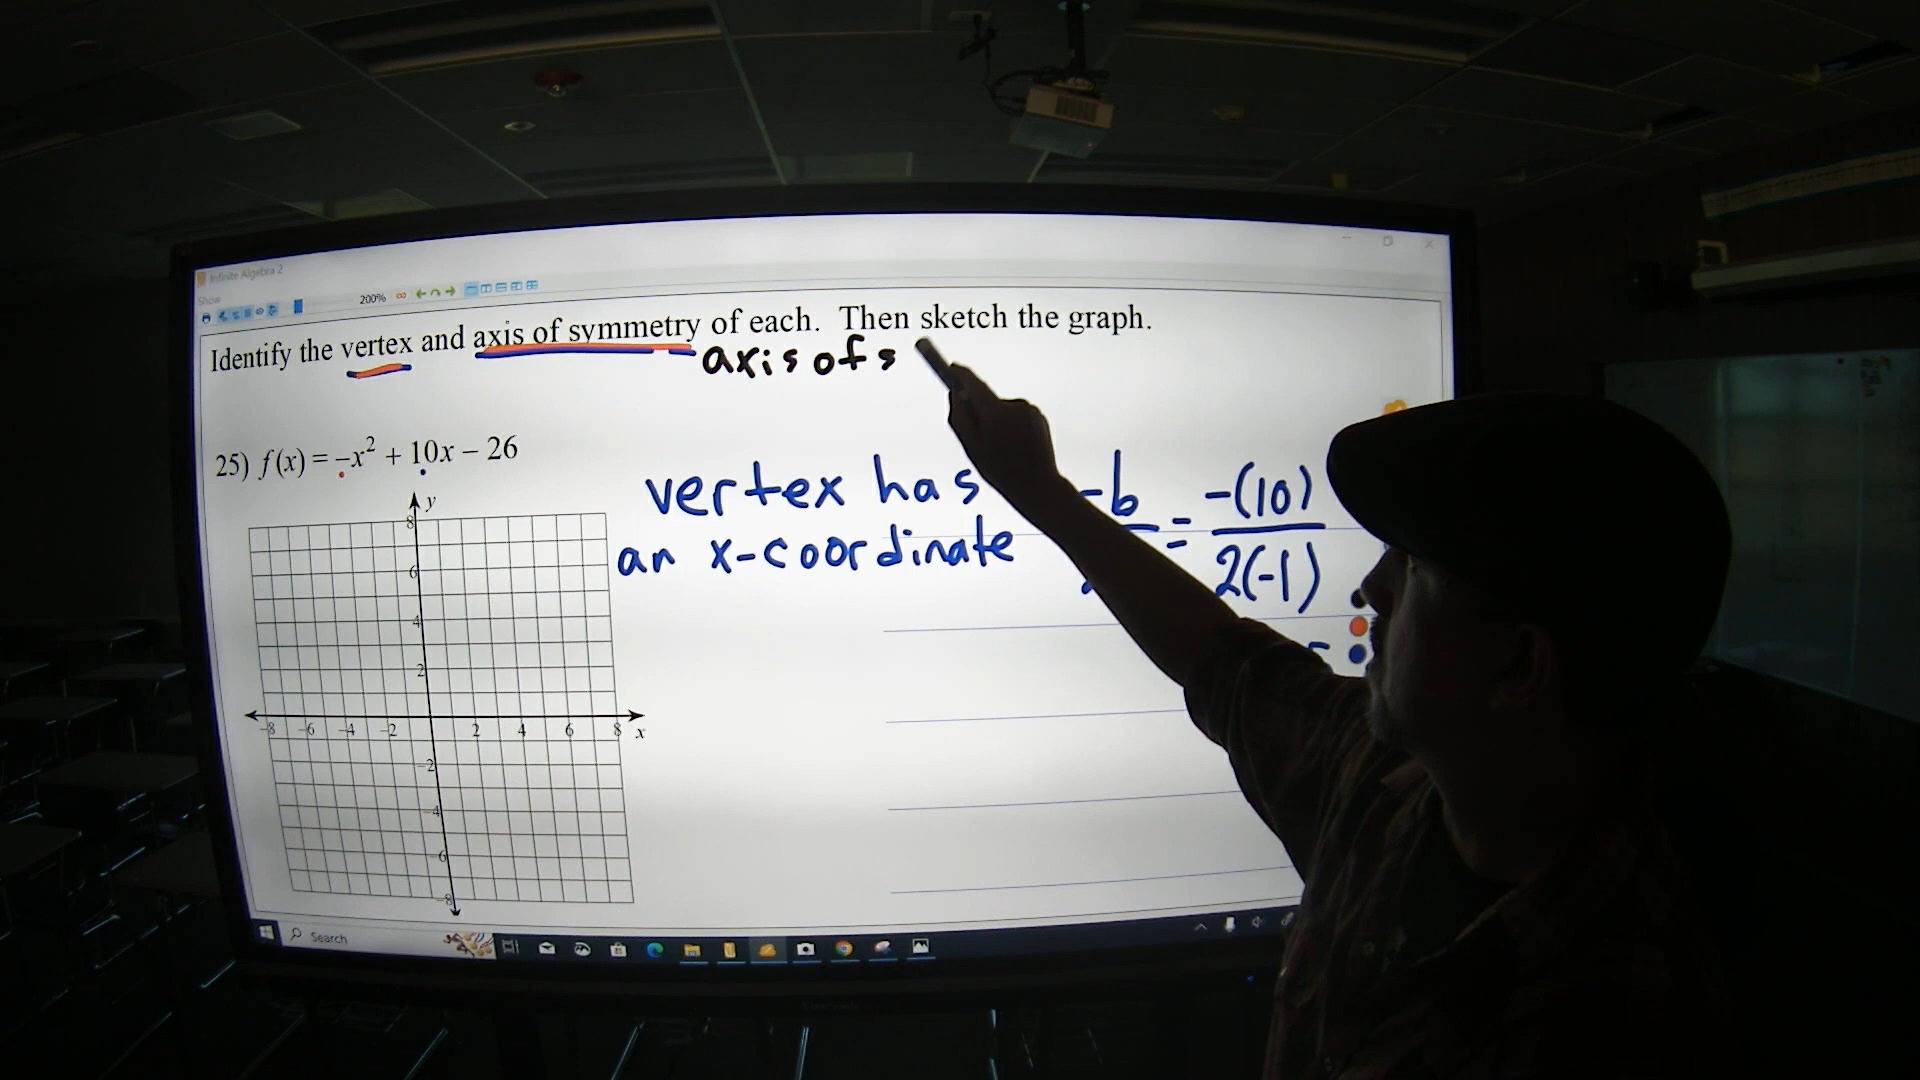 Infinite Algebra 2
Show
200%
Identify the vertex and axis of symmetry of each. Then sketch the graph.
axis of s
25) f(x) = -x² + 10x - 26
vertex has
an x-coordinate
-b = -(10)
2(-1)
y
8
6
4
2
-8 -6 -4 -2 2 4 6 8 x
-2
-4
-6
-8
Search